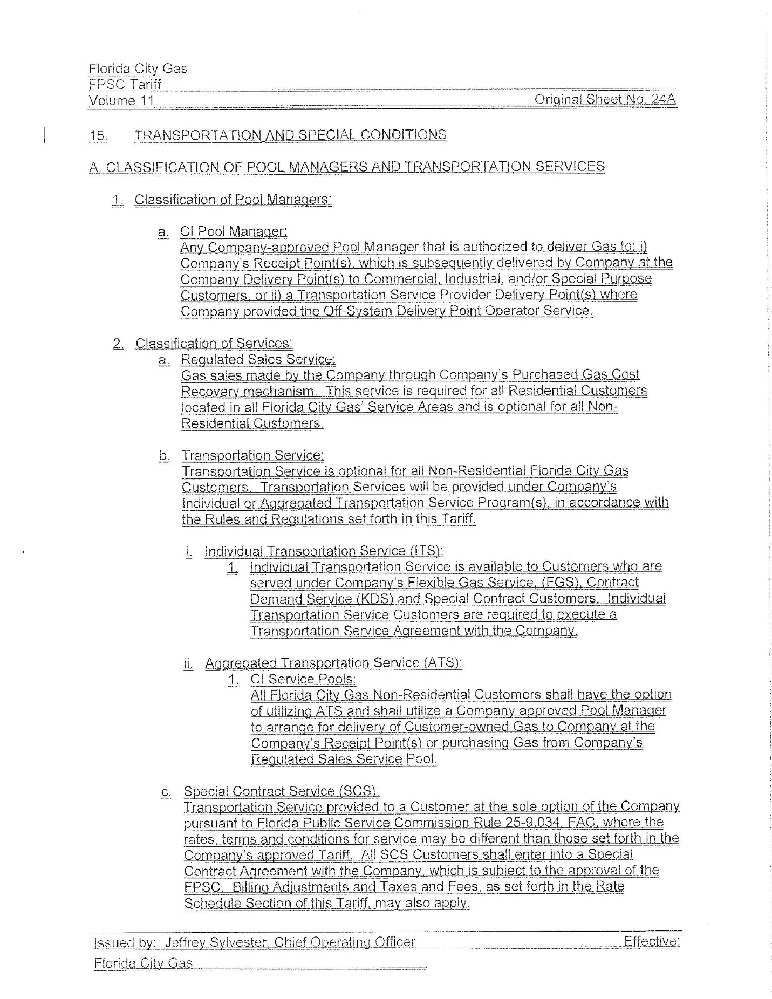 Florida City Gas
FPSC Tariff
Volume 11 Original Sheet No. 24A
15. TRANSPORTATION AND SPECIAL CONDITIONS
A. CLASSIFICATION OF POOL MANAGERS AND TRANSPORTATION SERVICES
1. Classification of Pool Managers:
a. CI Pool Manager:
Any Company-approved Pool Manager that is authorized to deliver Gas to: i)
Company's Receipt Point(s), which is subsequently delivered by Company at the
Company Delivery Point(s) to Commercial, Industrial, and/or Special Purpose
Customers, or ii) a Transportation Service Provider Delivery Point(s) where
Company provided the Off-System Delivery Point Operator Service.
2. Classification of Services:
a. Regulated Sales Service:
Gas sales made by the Company through Company's Purchased Gas Cost
Recovery mechanism. This service is required for all Residential Customers
located in all Florida City Gas' Service Areas and is optional for all Non-
Residential Customers.
b. Transportation Service:
Transportation Service is optional for all Non-Residential Florida City Gas
Customers. Transportation Services will be provided under Company's
Individual or Aggregated Transportation Service Program(s), in accordance with
the Rules and Regulations set forth in this Tariff.
i. Individual Transportation Service (ITS):
1. Individual Transportation Service is available to Customers who are
served under Company's Flexible Gas Service, (FGS), Contract
Demand Service (KDS) and Special Contract Customers. Individual
Transportation Service Customers are required to execute a
Transportation Service Agreement with the Company.
ii. Aggregated Transportation Service (ATS):
1. CI Service Pools:
All Florida City Gas Non-Residential Customers shall have the option
of utilizing ATS and shall utilize a Company approved Pool Manager
to arrange for delivery of Customer-owned Gas to Company at the
Company's Receipt Point(s) or purchasing Gas from Company's
Regulated Sales Service Pool.
c. Special Contract Service (SCS):
Transportation Service provided to a Customer at the sole option of the Company
pursuant to Florida Public Service Commission Rule 25-9.034, FAC, where the
rates, terms and conditions for service may be different than those set forth in the
Company's approved Tariff. All SCS Customers shall enter into a Special
Contract Agreement with the Company, which is subject to the approval of the
FPSC. Billing Adjustments and Taxes and Fees, as set forth in the Rate
Schedule Section of this Tariff, may also apply.
Issued by: Jeffrey Sylvester, Chief Operating Officer Effective:
Florida City Gas